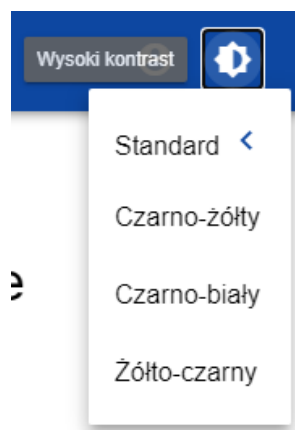 Wysoki kontrast
Standard
Czarno-żółty
e
Czarno-biały
Żółto-czarny